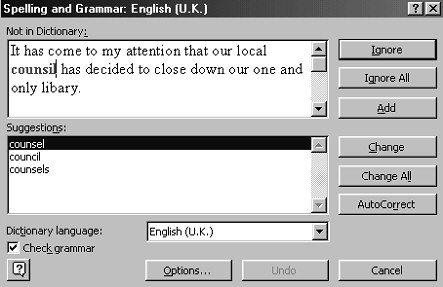 Spelling and Grammar: English (U.K.)
Not in Dictionary:
It has come to my attention that our local
counsil has decided to close down our one and
only libary.
Ignore
Ignore All
Add
Suggestions:
counsel
council
counsels
Change
Change All
AutoCorrect
Dictionary language:
English (U.K.)
Check grammar
Options...
Undo
Cancel